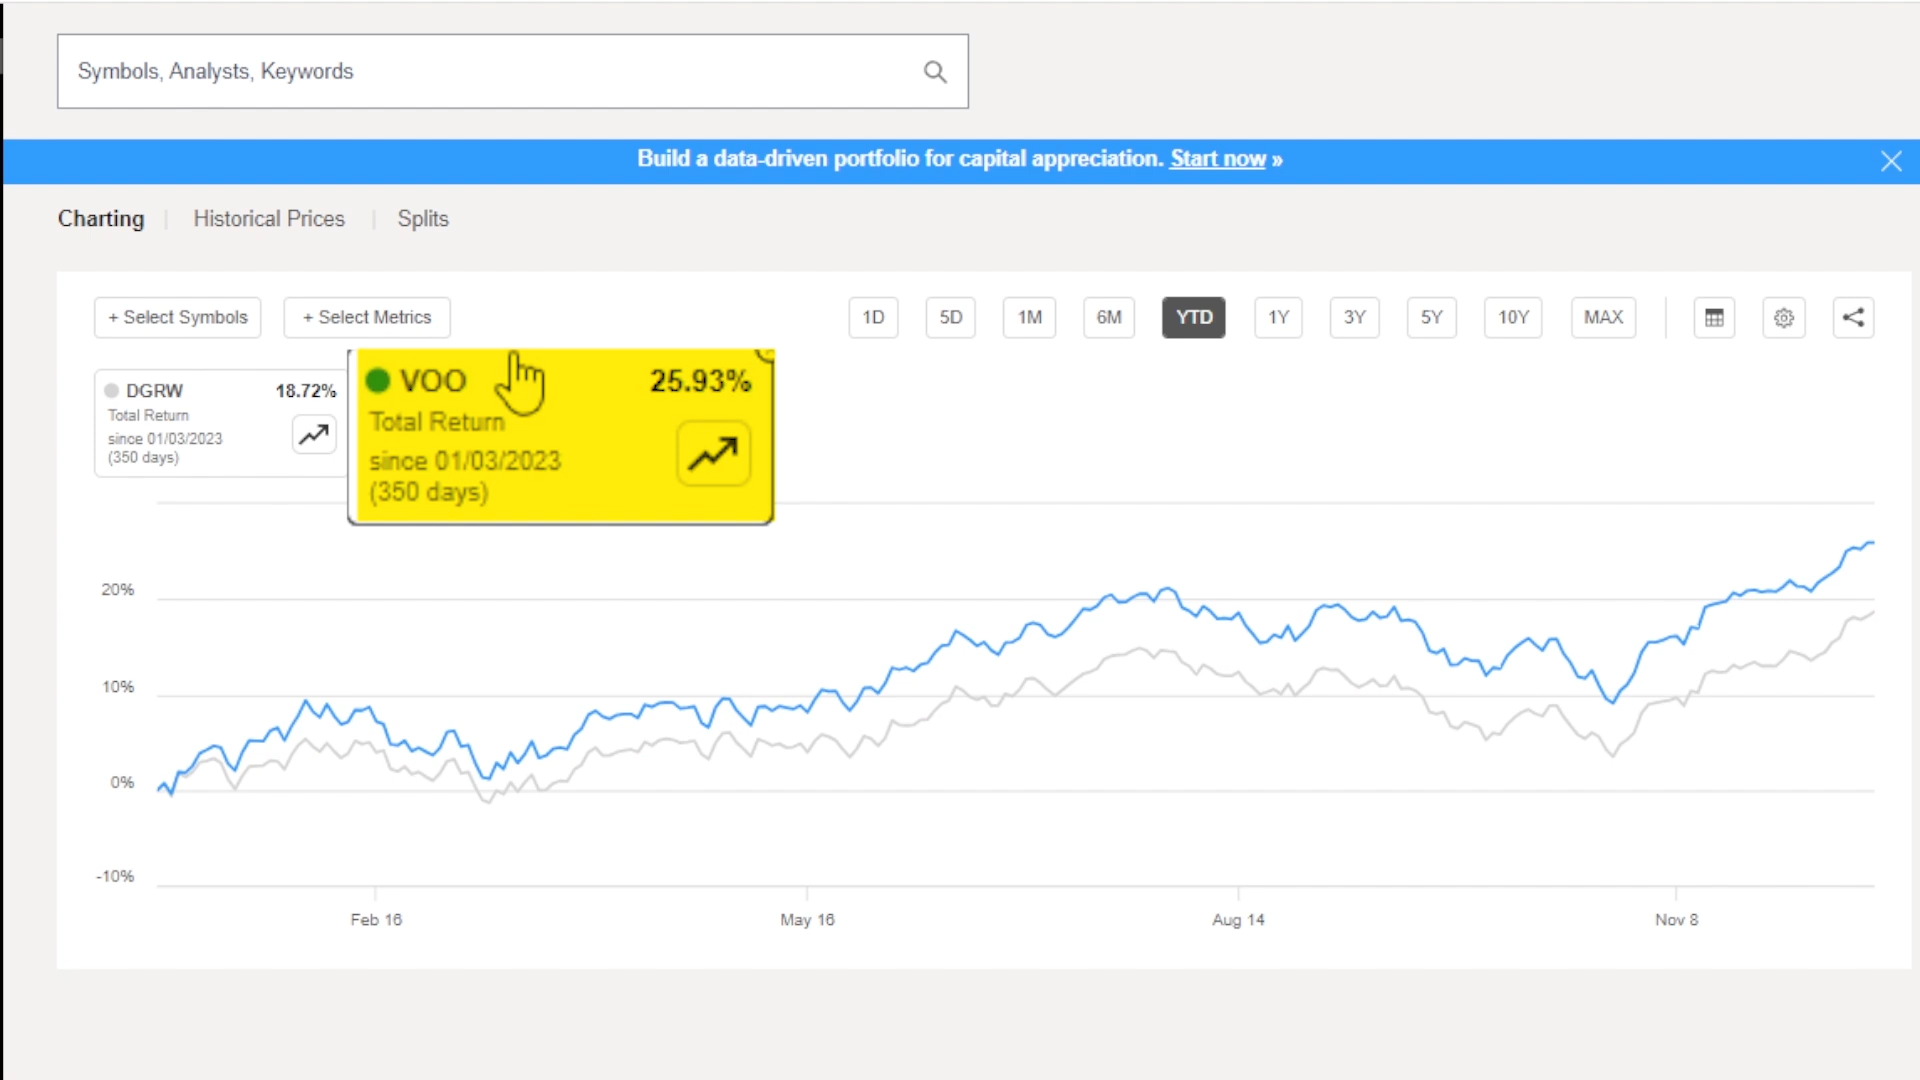 Symbols, Analysts, Keywords
Build a data-driven portfolio for capital appreciation. Start now »
Charting
Historical Prices
Splits
+ Select Symbols
+ Select Metrics
1D
5D
1M
6M
YTD
1Y
3Y
5Y
10Y
MAX
DGRW 18.72%
Total Return
since 01/03/2023
(350 days)
VOO 25.93%
Total Return
since 01/03/2023
(350 days)
20%
10%
0%
-10%
Feb 16
May 16
Aug 14
Nov 8